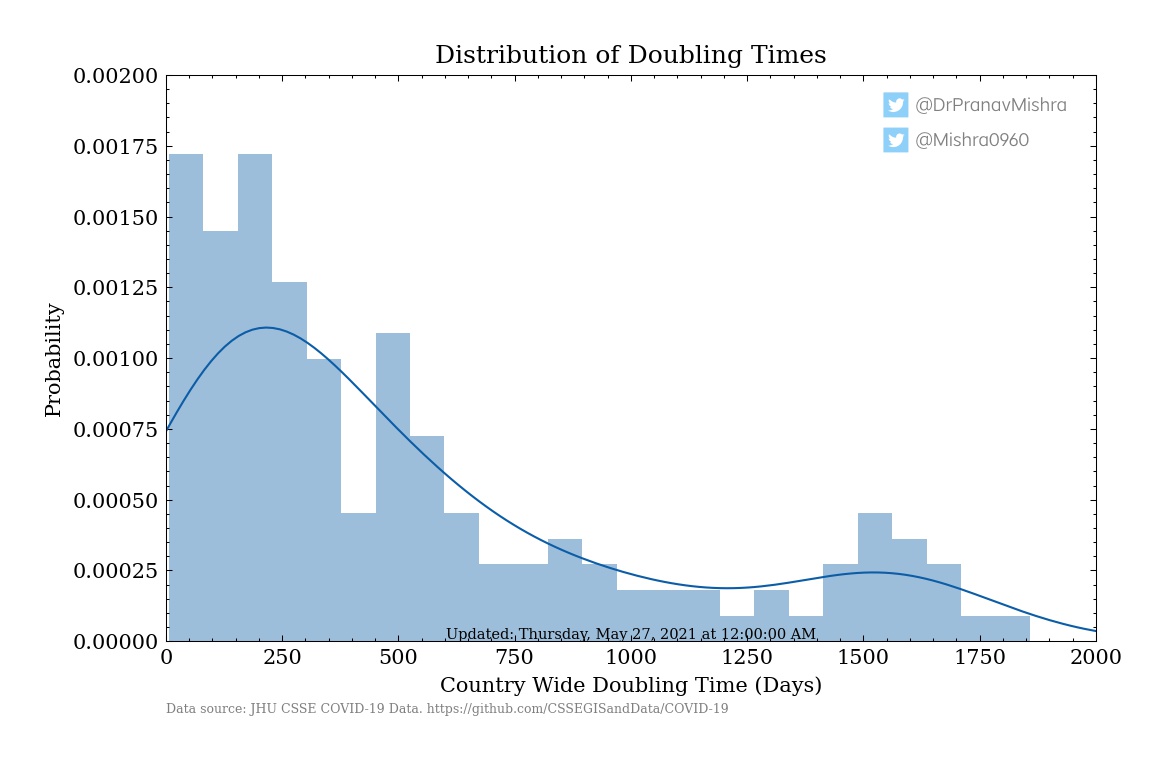 Distribution of Doubling Times
@DrPranavMishra
@Mishra0960
0.00200
0.00175
0.00150
0.00125
0.00100
0.00075
0.00050
0.00025
0.00000
Probability
Updated: Thursday, May 27, 2021 at 12:00:00 AM
0 250 500 750 1000 1250 1500 1750 2000
Country Wide Doubling Time (Days)
Data source: JHU CSSE COVID-19 Data. https://github.com/CSSEGISandData/COVID-19